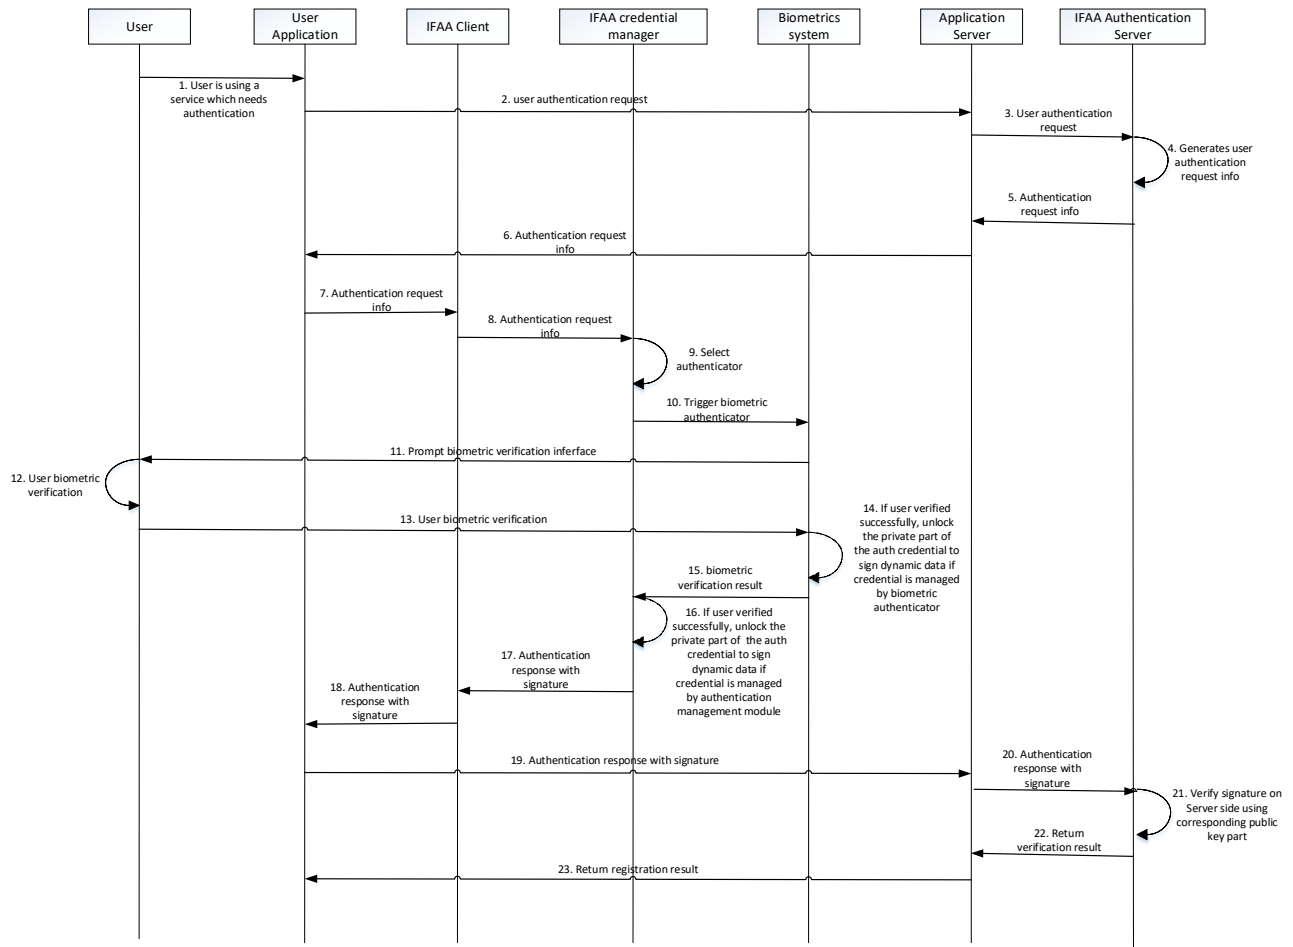 User
User
Application
IFAA Client
IFAA credential
manager
Biometrics
system
Application
Server
IFAA Authentication
Server
1. User is using a
service which needs
authentication
2. user authentication request
3. User authentication
request
4. Generates user
authentication
request info
5. Authentication
request info
6. Authentication request
info
7. Authentication request
info
8. Authentication request
info
9. Select
authenticator
10. Trigger biometric
authenticator
11. Prompt biometric verification inferface
12. User biometric
verification
13. User biometric verification
14. If user verified
successfully, unlock
the private part of
the auth credential to
sign dynamic data if
credential is managed
by biometric
authenticator
15. biometric
verification result
16. If user verified
successfully, unlock the
private part of the auth
credential to sign
dynamic data if
credential is managed
by authentication
management module
17. Authentication
response with
signature
18. Authentication
response with
signature
19. Authentication response with signature
20. Authentication
response with
signature
21. Verify signature on
Server side using
corresponding public
key part
22. Return
verification result
23. Return registration result